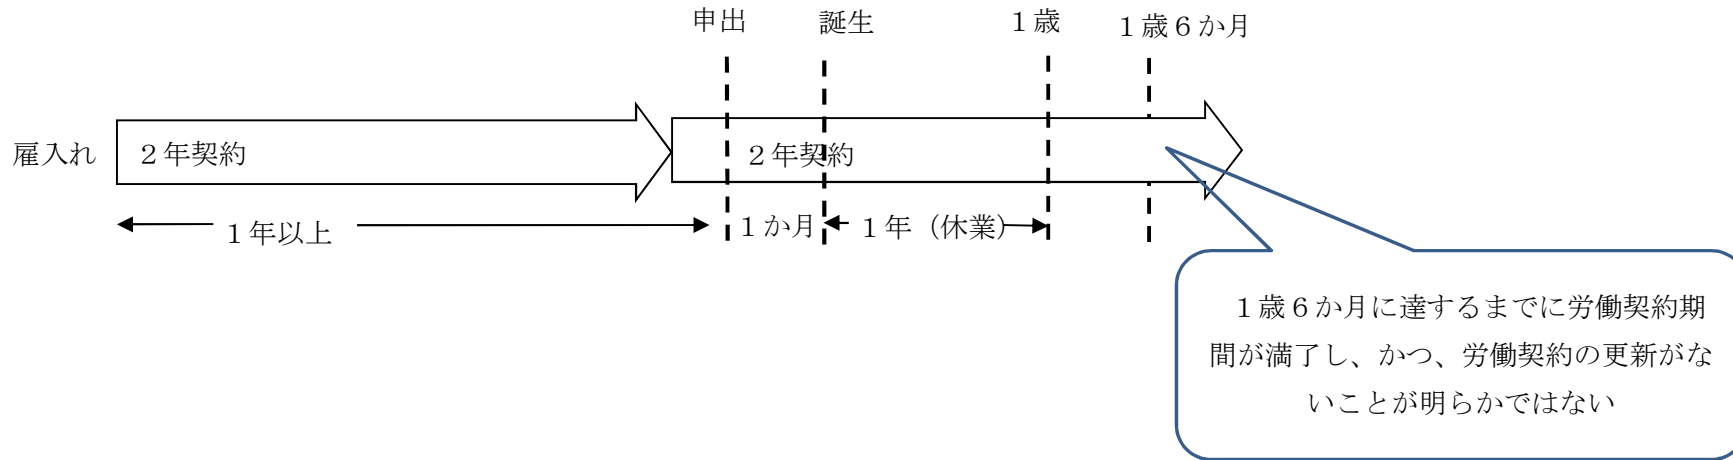 申出
誕生
１歳
１歳６か月
雇入れ
２年契約
２年契約
１年以上
１か月
１年（休業）
１歳６か月に達するまでに労働契約期
間が満了し、かつ、労働契約の更新がな
いことが明らかではない